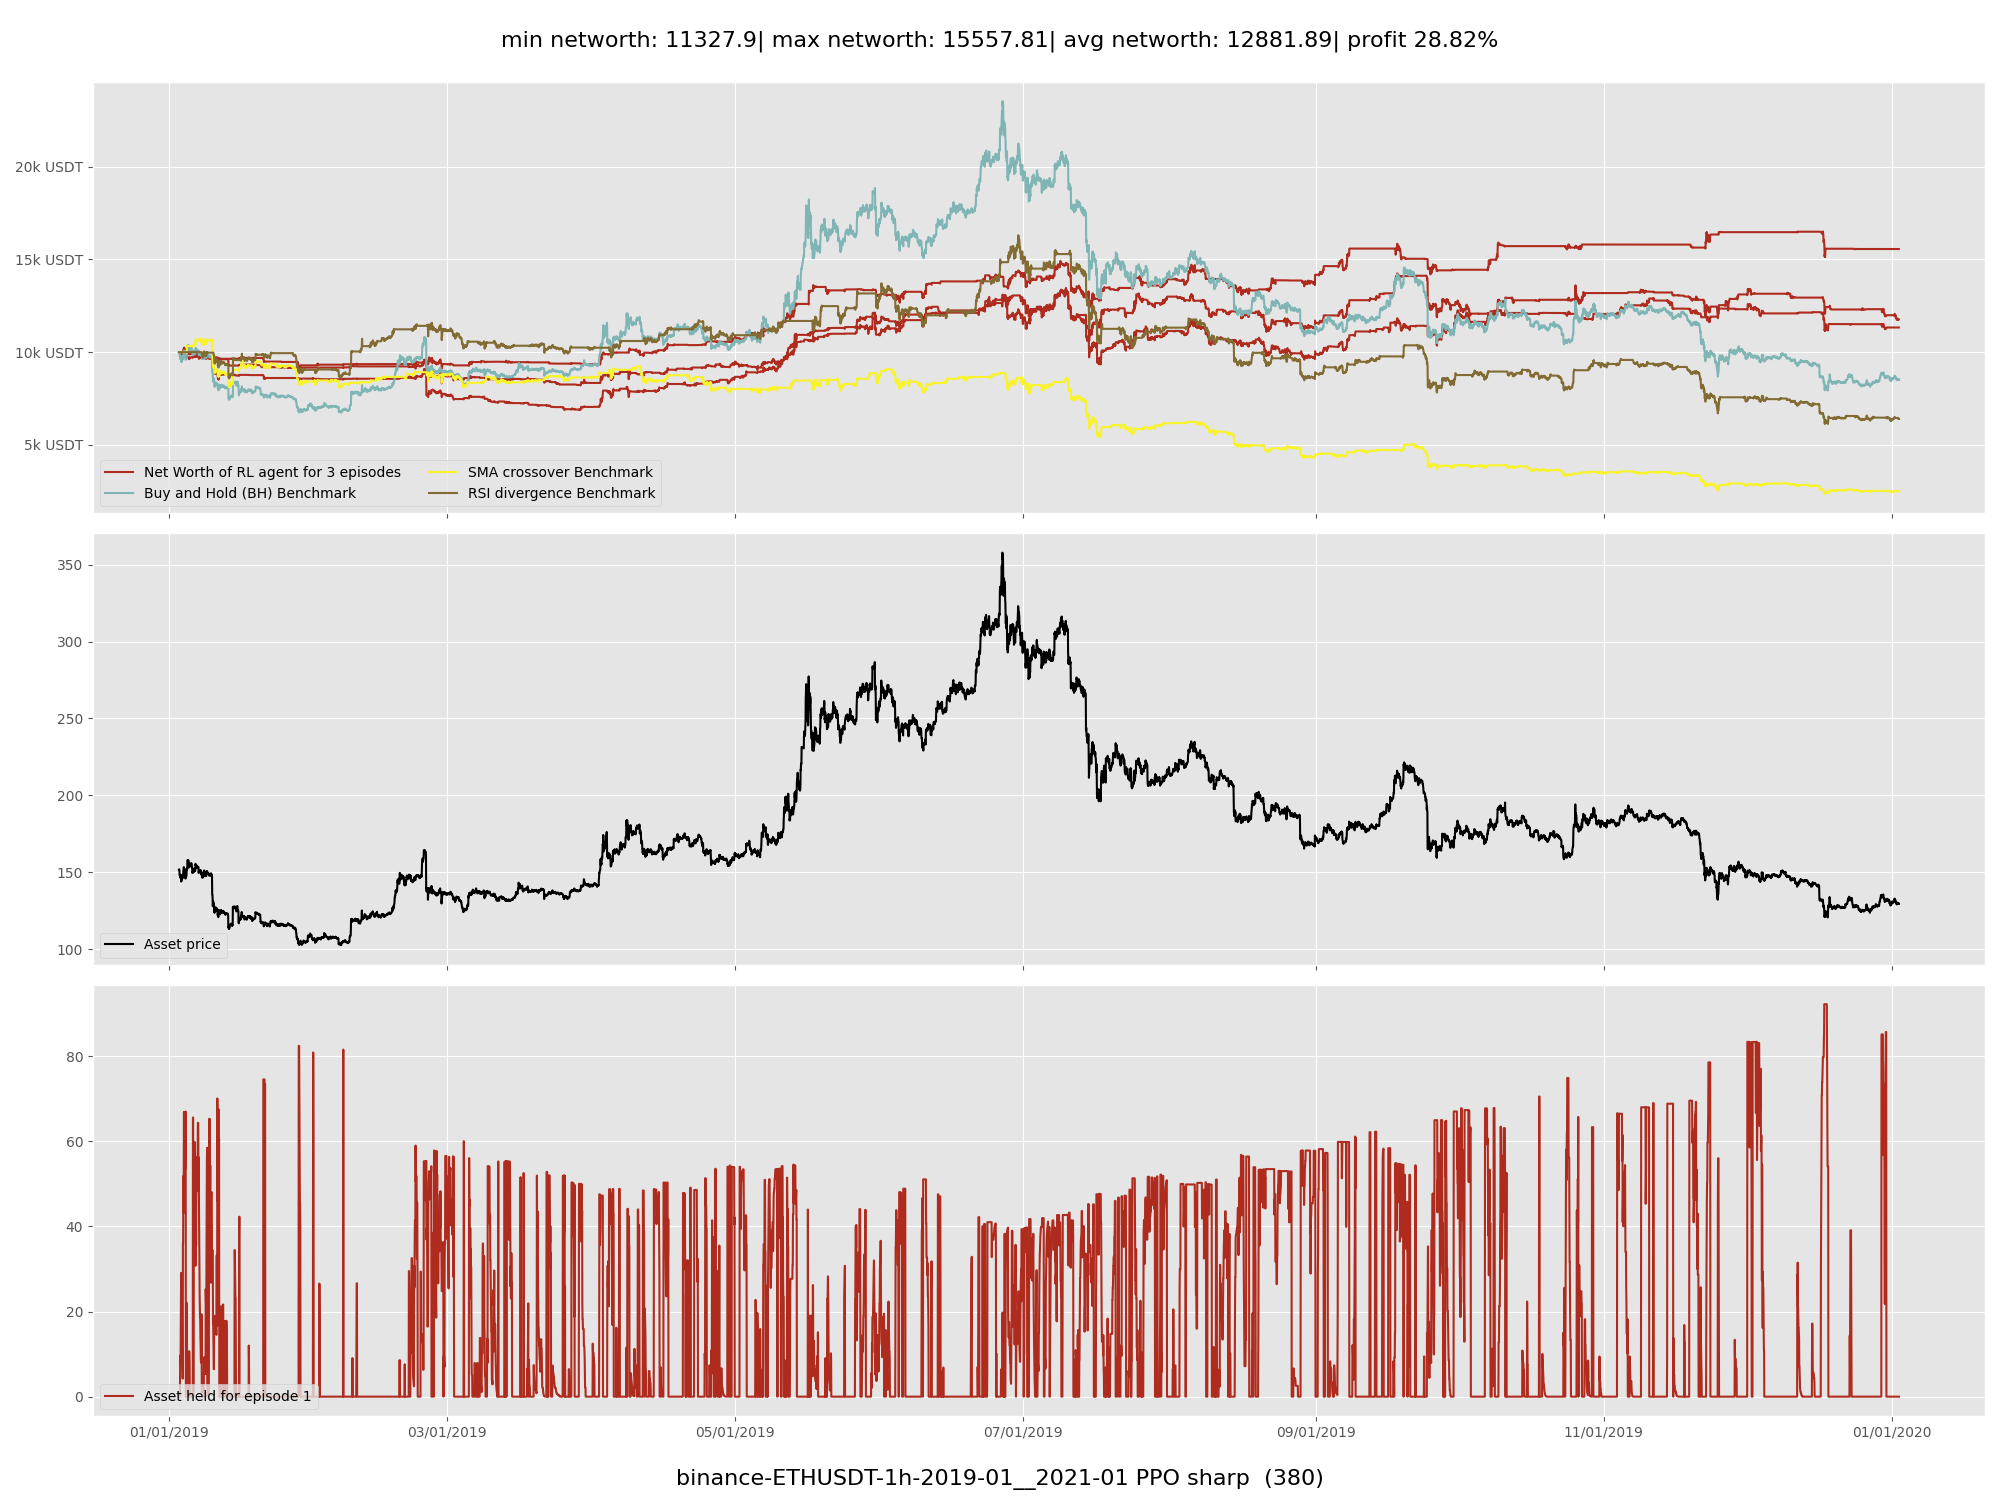 min networth: 11327.9| max networth: 15557.81| avg networth: 12881.89| profit 28.82%
20k USDT
15k USDT
10k USDT
5k USDT
Net Worth of RL agent for 3 episodes
Buy and Hold (BH) Benchmark
SMA crossover Benchmark
RSI divergence Benchmark
350
300
250
200
150
100
Asset price
80
60
40
20
0
Asset held for episode 1
01/01/2019 03/01/2019 05/01/2019 07/01/2019 09/01/2019 11/01/2019 01/01/2020
binance-ETHUSDT-1h-2019-01__2021-01 PPO sharp (380)